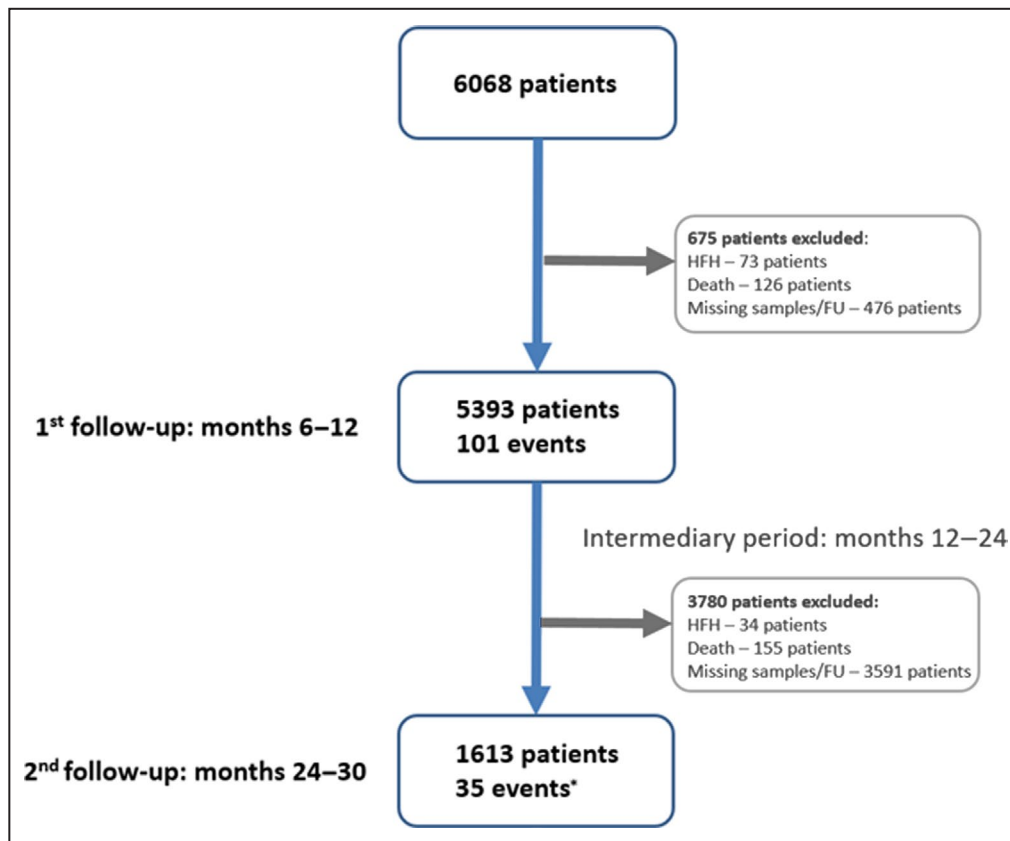 6068 patients
675 patients excluded:
HFH – 73 patients
Death – 126 patients
Missing samples/FU – 476 patients
1st follow-up: months 6–12
5393 patients
101 events
Intermediary period: months 12–24
3780 patients excluded:
HFH – 34 patients
Death – 155 patients
Missing samples/FU – 3591 patients
2nd follow-up: months 24–30
1613 patients
35 events*